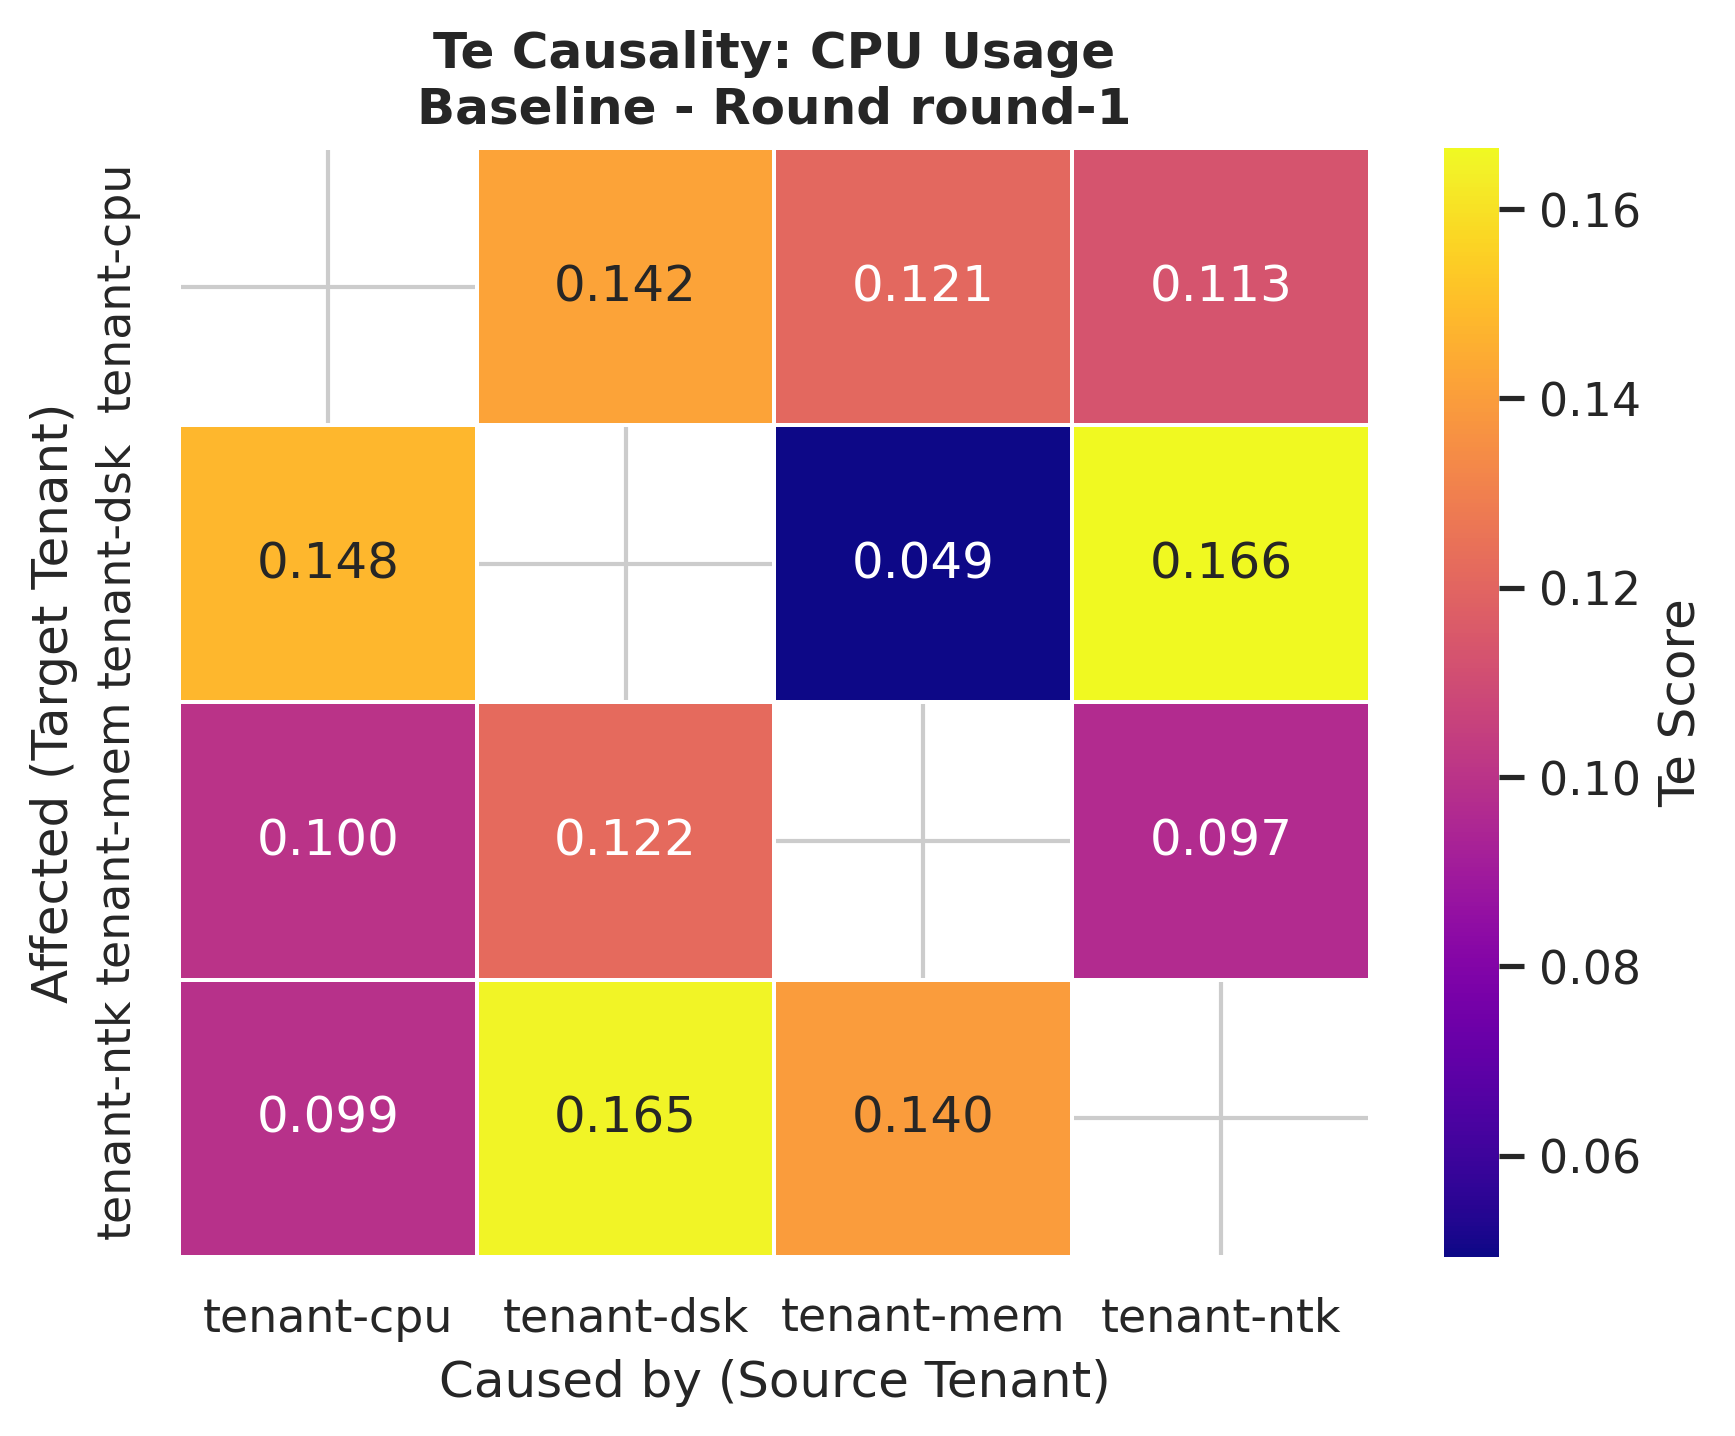 Te Causality: CPU Usage
Baseline - Round round-1
Affected (Target Tenant)
tenant-cpu
0.142 0.121 0.113
tenant-dsk
0.148 0.049 0.166
tenant-mem
0.100 0.122 0.097
tenant-ntk
0.099 0.165 0.140
tenant-cpu tenant-dsk tenant-mem tenant-ntk
Caused by (Source Tenant)
0.16
0.14
0.12
0.10
0.08
0.06
Te Score